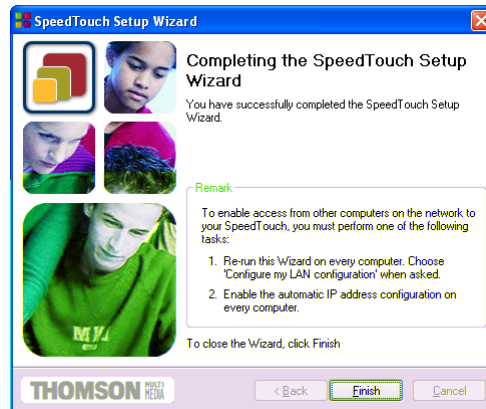 SpeedTouch Setup Wizard
Completing the SpeedTouch Setup
Wizard
You have successfully completed the SpeedTouch Setup
Wizard.
Remark
To enable access from other computers on the network to
your SpeedTouch, you must perform one of the following
tasks:
1. Re-run this Wizard on every computer. Choose
'Configure my LAN configuration' when asked.
2. Enable the automatic IP address configuration on
every computer.
To close the Wizard, click Finish
THOMSON MULTI
MEDIA
< Back Finish Cancel